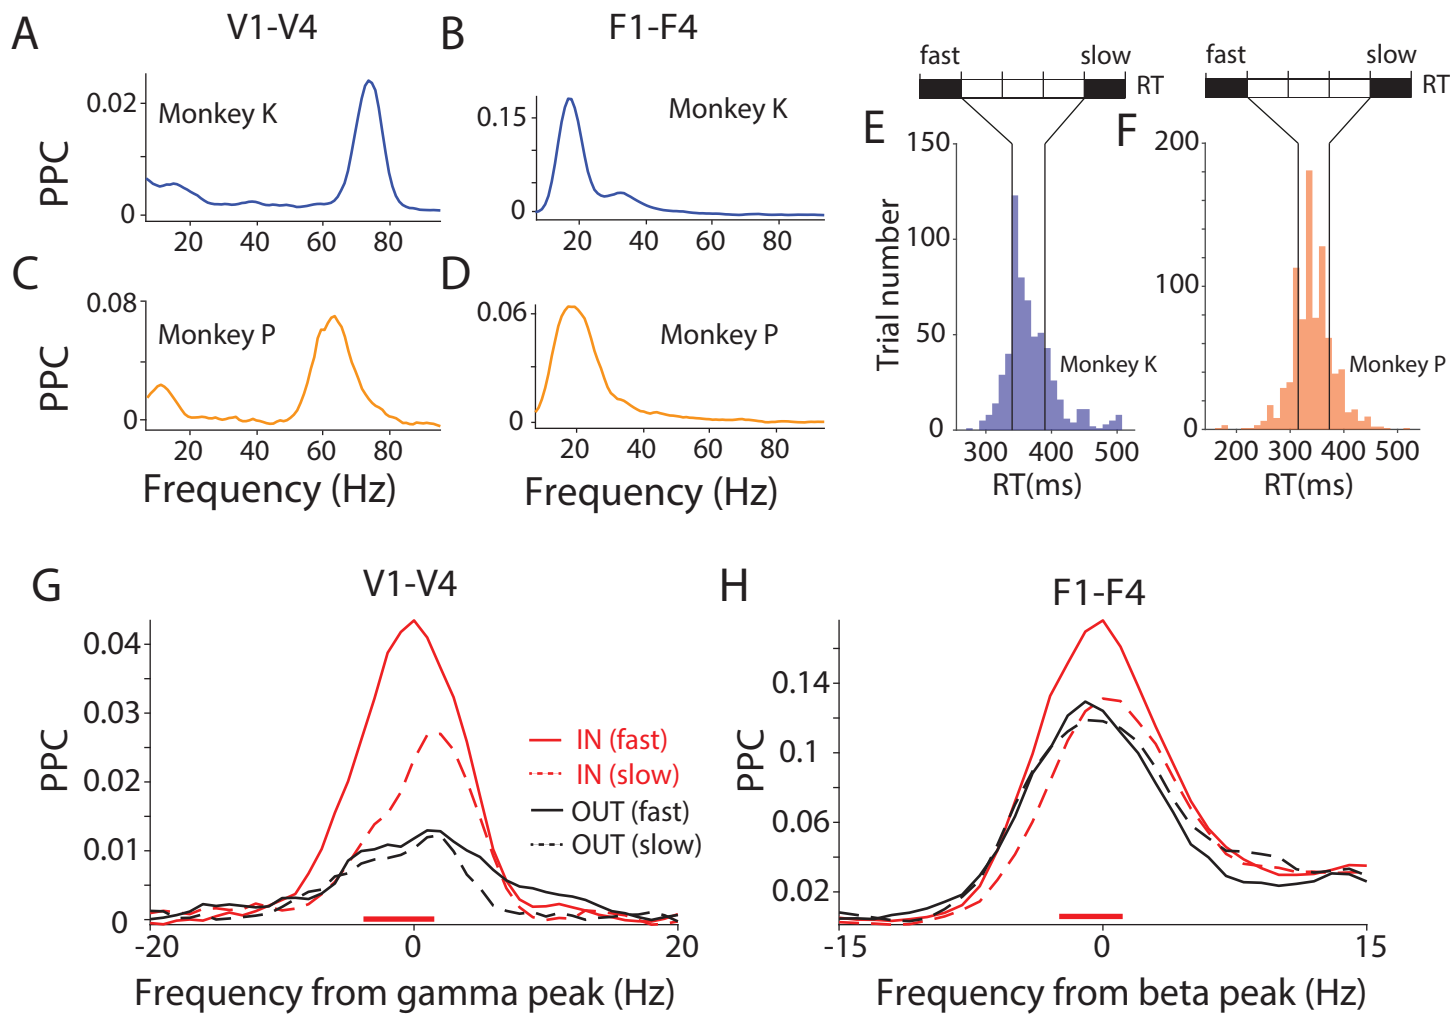 A
V1-V4
Monkey K
PPC
0.02
0
20 40 60 80
B
F1-F4
Monkey K
0.15
0
20 40 60 80
C
Monkey P
PPC
0.08
0
20 40 60 80
Frequency (Hz)
D
Monkey P
0.06
0
20 40 60 80
Frequency (Hz)
fast slow
RT
E
Trial number
150
100
50
0
Monkey K
300 400 500
RT(ms)
fast slow
RT
F
200
100
0
Monkey P
200 300 400 500
RT(ms)
G
V1-V4
PPC
0.04
0.03
0.02
0.01
0
-20 0 20
Frequency from gamma peak (Hz)
IN (fast)
IN (slow)
OUT (fast)
OUT (slow)
H
F1-F4
PPC
0.14
0.1
0.06
0.02
-15 0 15
Frequency from beta peak (Hz)